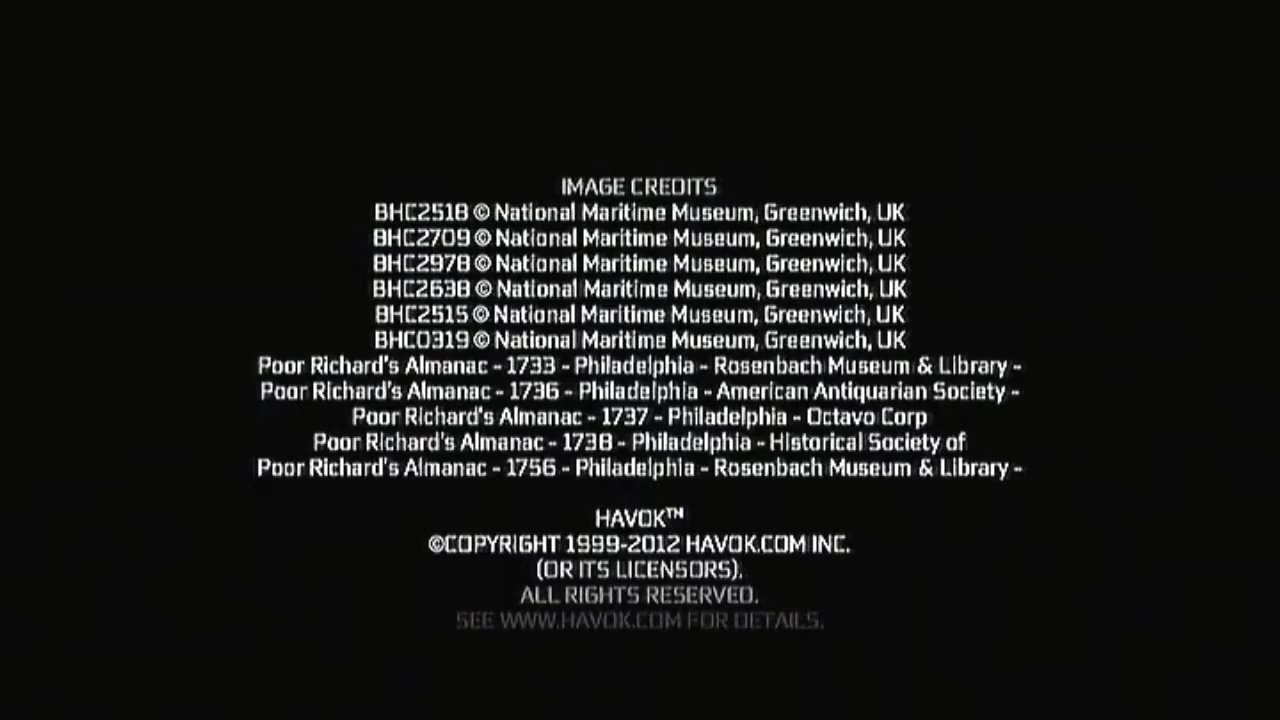 IMAGE CREDITS
BHC2518 © National Maritime Museum, Greenwich, UK
BHC2709 © National Maritime Museum, Greenwich, UK
BHC2978 © National Maritime Museum, Greenwich, UK
BHC2638 © National Maritime Museum, Greenwich, UK
BHC2515 © National Maritime Museum, Greenwich, UK
BHC0319 © National Maritime Museum, Greenwich, UK
Poor Richard's Almanac - 1733 - Philadelphia - Rosenbach Museum & Library -
Poor Richard's Almanac - 1736 - Philadelphia - American Antiquarian Society -
Poor Richard's Almanac - 1737 - Philadelphia - Octavo Corp
Poor Richard's Almanac - 1738 - Philadelphia - Historical Society of
Poor Richard's Almanac - 1756 - Philadelphia - Rosenbach Museum & Library -
HAVOK™
©COPYRIGHT 1999-2012 HAVOK.COM INC.
(OR ITS LICENSORS).
ALL RIGHTS RESERVED.
SEE WWW.HAVOK.COM FOR DETAILS.